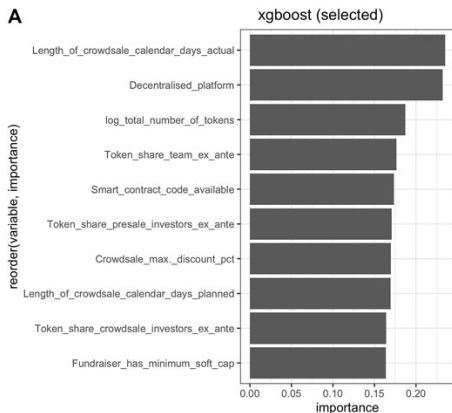 A
xgboost (selected)
Length_of_crowdsale_calendar_days_actual
Decentralised_platform
log_total_number_of_tokens
Token_share_team_ex_ante
Smart_contract_code_available
Token_share_presale_investors_ex_ante
Crowdsale_max._discount_pct
Length_of_crowdsale_calendar_days_planned
Token_share_crowdsale_investors_ex_ante
Fundraiser_has_minimum_soft_cap
reorder(variable, importance)
0.00 0.05 0.10 0.15 0.20
importance